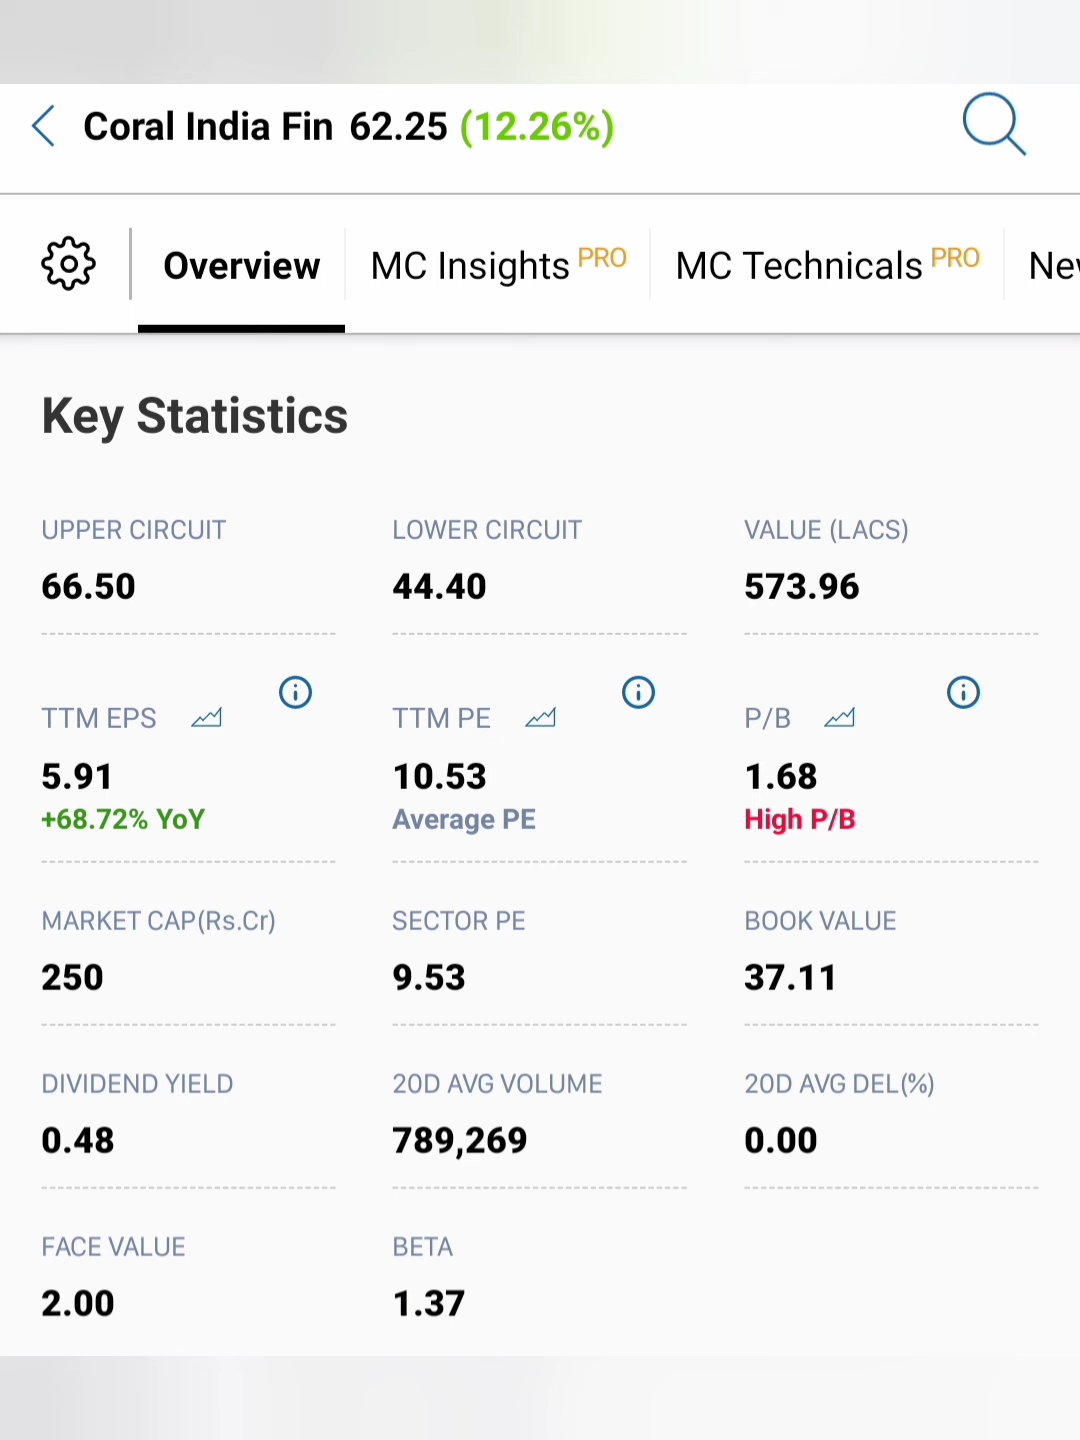 Coral India Fin 62.25 (12.26%)
Overview MC Insights PRO MC Technicals PRO
Key Statistics
UPPER CIRCUIT LOWER CIRCUIT VALUE (LACS)
66.50 44.40 573.96
TTM EPS TTM PE P/B
5.91 10.53 1.68
+68.72% YoY Average PE High P/B
MARKET CAP(Rs.Cr) SECTOR PE BOOK VALUE
250 9.53 37.11
DIVIDEND YIELD 20D AVG VOLUME 20D AVG DEL(%)
0.48 789,269 0.00
FACE VALUE BETA
2.00 1.37